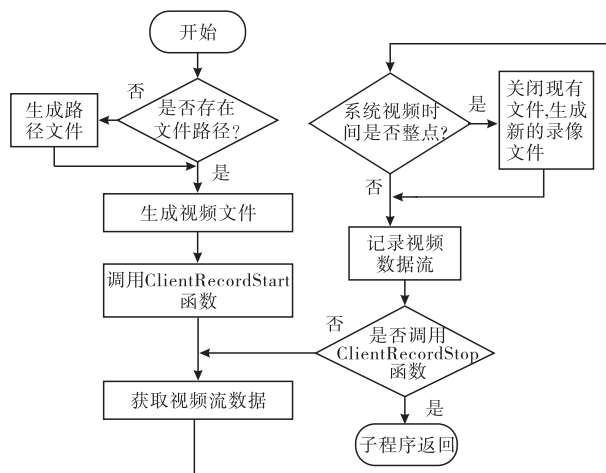 开始
否
是否存在
文件路径?
生成路
径文件
是
生成视频文件
调用ClientRecordStart
函数
获取视频流数据
系统视频时
间是否整点?
是
关闭现有
文件,生成
新的录像
文件
否
记录视频
数据流
否
是否调用
ClientRecordStop
函数
是
子程序返回